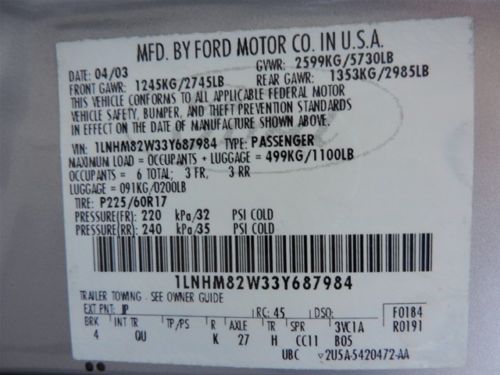 MFD. BY FORD MOTOR CO. IN U.S.A.
DATE: 04/03 GVWR: 2599KG/5730LB
FRONT GAWR: 1245KG/2745LB REAR GAWR: 1353KG/2985LB
THIS VEHICLE CONFORMS TO ALL APPLICABLE FEDERAL MOTOR
VEHICLE SAFETY, BUMPER, AND THEFT PREVENTION STANDARDS
IN EFFECT ON THE DATE OF MANUFACTURE SHOWN ABOVE.
VIN: 1LNHM82W33Y687984 TYPE: PASSENGER
MAXIMUM LOAD = OCCUPANTS + LUGGAGE = 499KG/1100LB
OCCUPANTS = 6 TOTAL; 3 FR, 3 RR
LUGGAGE = 091KG/0200LB
TIRE: P225/60R17
PRESSURE(FR) 220 kPa/32 PSI COLD
PRESSURE(RR) 240 kPa/35 PSI COLD
1LNHM82W33Y687984
TRAILER TOWING - SEE OWNER GUIDE
EXT PNT: JP RC: 45 DSO: F0184
R0191
BRK INT TR TP/PS R AXLE TR SPR 3VC1A
4 QU K 27 H CC11 B05
UBC 2U5A-5420472-AA